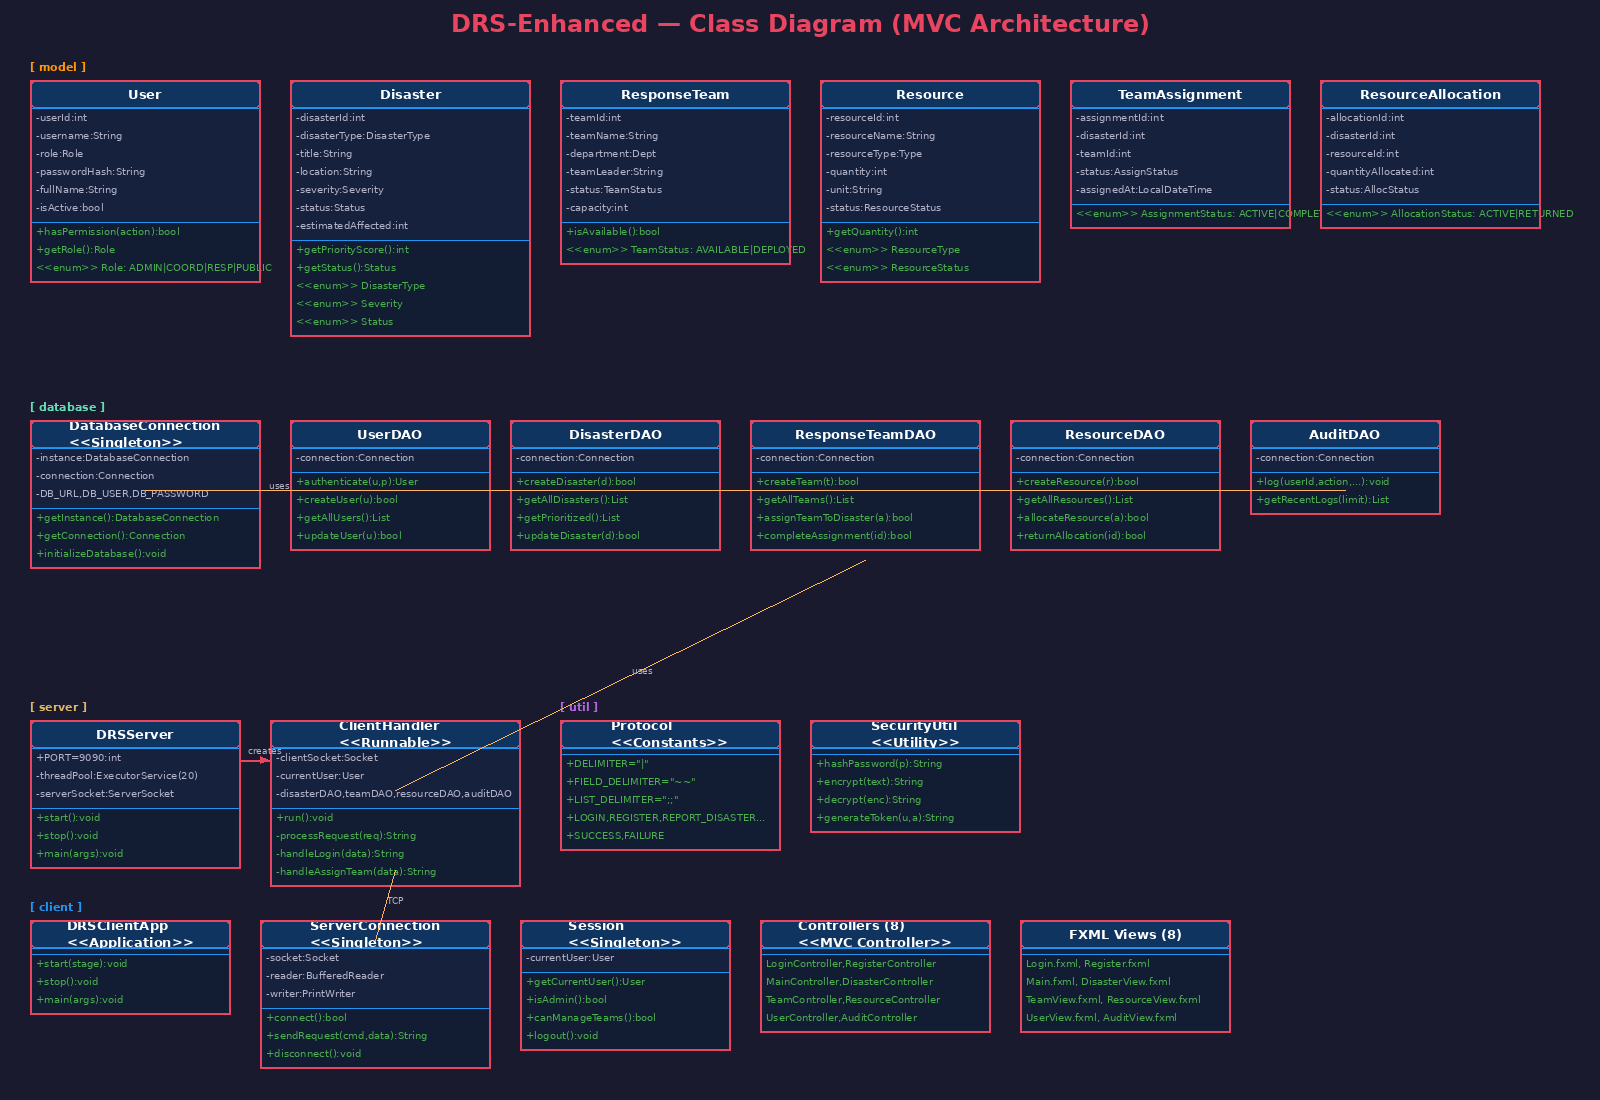 DRS-Enhanced — Class Diagram (MVC Architecture)
[ model ]
User
-userId:int
-username:String
-role:Role
-passwordHash:String
-fullName:String
-isActive:bool
+hasPermission(action):bool
+getRole():Role
<<enum>> Role: ADMIN|COORD|RESP|PUBLIC
Disaster
-disasterId:int
-disasterType:DisasterType
-title:String
-location:String
-severity:Severity
-status:Status
-estimatedAffected:int
+getPriorityScore():int
+getStatus():Status
<<enum>> DisasterType
<<enum>> Severity
<<enum>> Status
ResponseTeam
-teamId:int
-teamName:String
-department:Dept
-teamLeader:String
-status:TeamStatus
-capacity:int
+isAvailable():bool
<<enum>> TeamStatus: AVAILABLE|DEPLOYED
Resource
-resourceId:int
-resourceName:String
-resourceType:Type
-quantity:int
-unit:String
-status:ResourceStatus
+getQuantity():int
<<enum>> ResourceType
<<enum>> ResourceStatus
TeamAssignment
-assignmentId:int
-disasterId:int
-teamId:int
-status:AssignStatus
-assignedAt:LocalDateTime
<<enum>> AssignmentStatus: ACTIVE|COMPLE
ResourceAllocation
-allocationId:int
-disasterId:int
-resourceId:int
-quantityAllocated:int
-status:AllocStatus
<<enum>> AllocationStatus: ACTIVE|RETURNED
[ database ]
DatabaseConnection
<<Singleton>>
-instance:DatabaseConnection
-connection:Connection
-DB_URL,DB_USER,DB_PASSWORD
+getInstance():DatabaseConnection
+getConnection():Connection
+initializeDatabase():void
uses
UserDAO
-connection:Connection
+authenticate(u,p):User
+createUser(u):bool
+getAllUsers():List
+updateUser(u):bool
DisasterDAO
-connection:Connection
+createDisaster(d):bool
+getAllDisasters():List
+getPrioritized():List
+updateDisaster(d):bool
ResponseTeamDAO
-connection:Connection
+createTeam(t):bool
+getAllTeams():List
+assignTeamToDisaster(a):bool
+completeAssignment(id):bool
ResourceDAO
-connection:Connection
+createResource(r):bool
+getAllResources():List
+allocateResource(a):bool
+returnAllocation(id):bool
AuditDAO
-connection:Connection
+log(userId,action,...):void
+getRecentLogs(limit):List
uses
[ server ]
DRSServer
+PORT=9090:int
-threadPool:ExecutorService(20)
-serverSocket:ServerSocket
+start():void
+stop():void
+main(args):void
creates
ClientHandler
<<Runnable>>
-clientSocket:Socket
-currentUser:User
-disasterDAO,teamDAO,resourceDAO,auditDAO
+run():void
-processRequest(req):String
-handleLogin(data):String
-handleAssignTeam(data):String
[ util ]
Protocol
<<Constants>>
+DELIMITER="|"
+FIELD_DELIMITER="~~"
+LIST_DELIMITER=";;"
+LOGIN,REGISTER,REPORT_DISASTER...
+SUCCESS,FAILURE
SecurityUtil
<<Utility>>
+hashPassword(p):String
+encrypt(text):String
+decrypt(enc):String
+generateToken(u,a):String
TCP
[ client ]
DRSClientApp
<<Application>>
+start(stage):void
+stop():void
+main(args):void
ServerConnection
<<Singleton>>
-socket:Socket
-reader:BufferedReader
-writer:PrintWriter
+connect():bool
+sendRequest(cmd,data):String
+disconnect():void
Session
<<Singleton>>
-currentUser:User
+getCurrentUser():User
+isAdmin():bool
+canManageTeams():bool
+logout():void
Controllers (8)
<<MVC Controller>>
LoginController,RegisterController
MainController,DisasterController
TeamController,ResourceController
UserController,AuditController
FXML Views (8)
Login.fxml, Register.fxml
Main.fxml, DisasterView.fxml
TeamView.fxml, ResourceView.fxml
UserView.fxml, AuditView.fxml